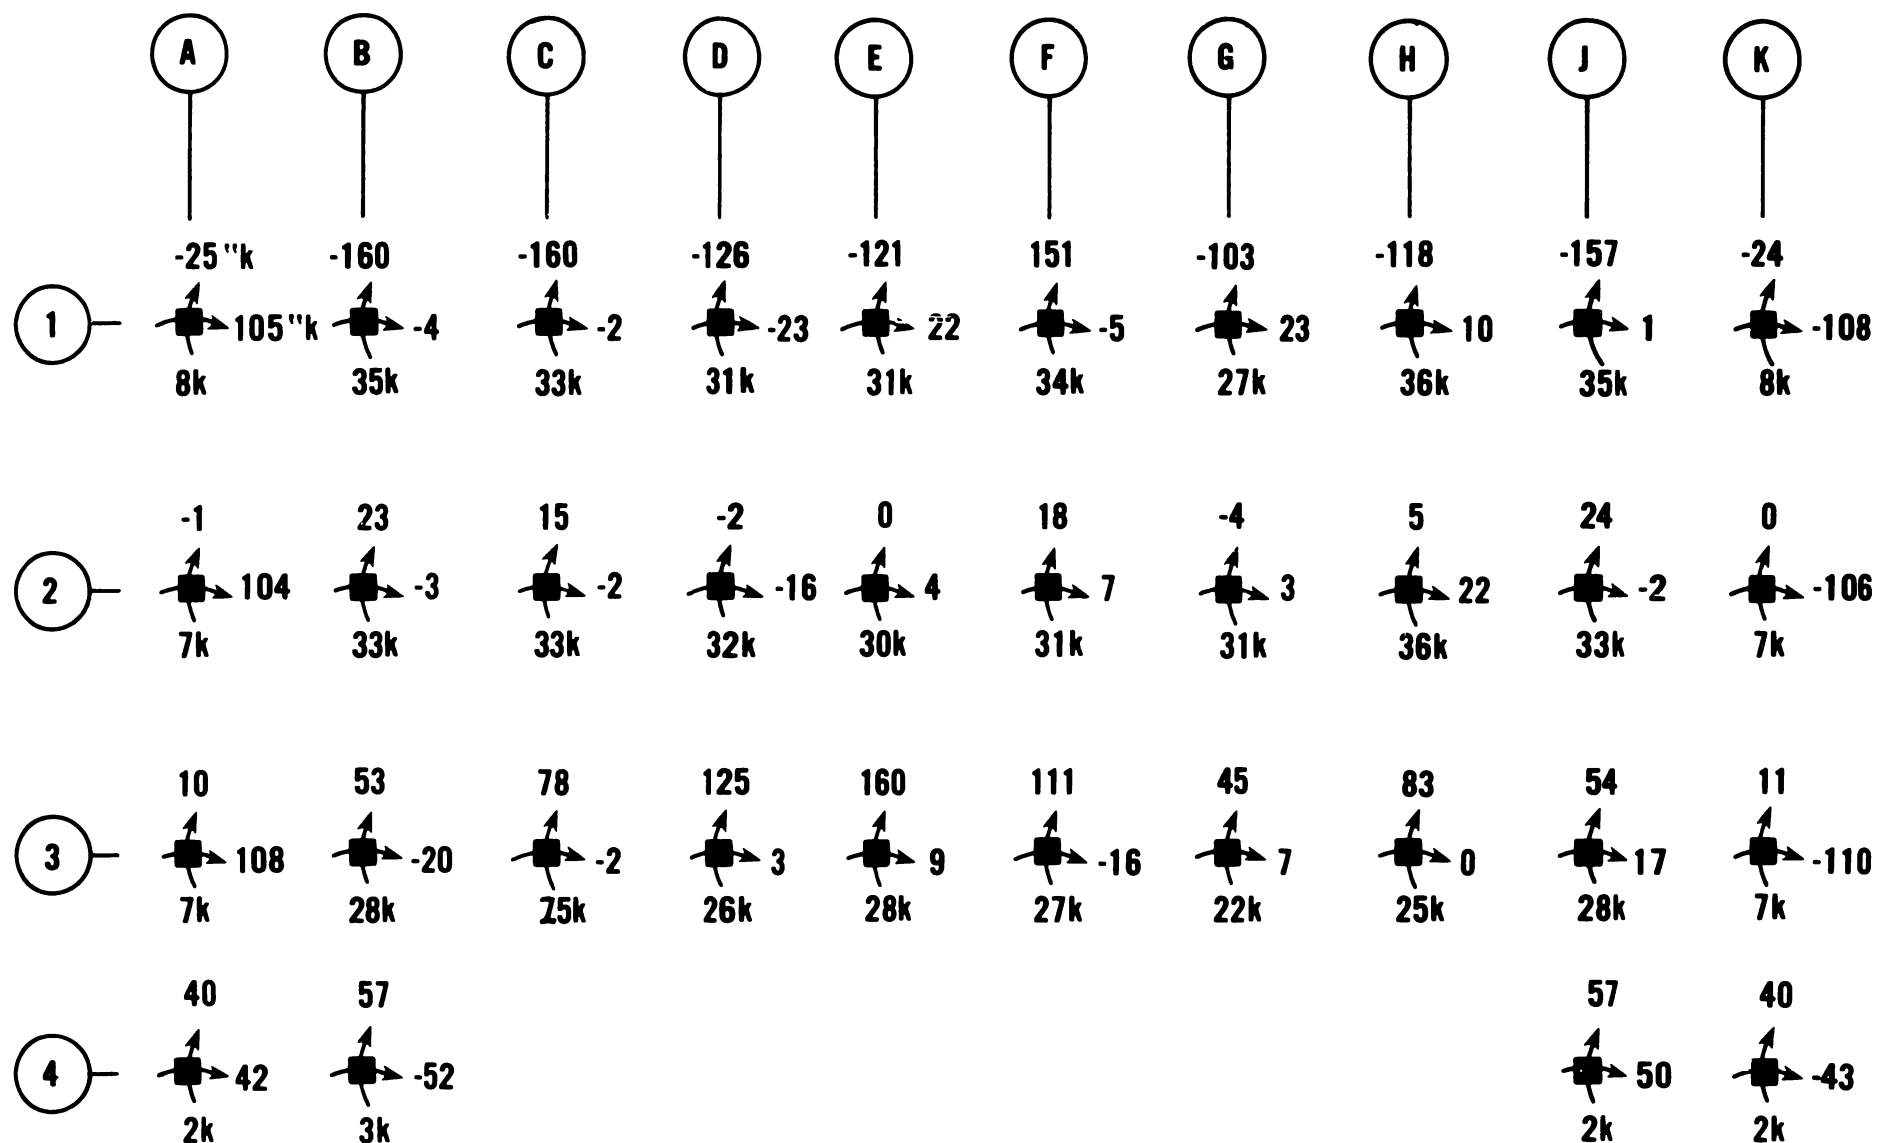 A B C D E F G H J K
-25"k -160 -160 -126 -121 151 -103 -118 -157 -24
1 105"k -4 -2 -23 22 -5 23 10 1 -108
8k 35k 33k 31k 31k 34k 27k 36k 35k 8k
-1 23 15 -2 0 18 -4 5 24 0
2 104 -3 -2 -16 4 7 3 22 -2 -106
7k 33k 33k 32k 30k 31k 31k 36k 33k 7k
10 53 78 125 160 111 45 83 54 11
3 108 -20 -2 3 9 -16 7 0 17 -110
7k 28k 25k 26k 28k 27k 22k 25k 28k 7k
40 57 57 40
4 42 -52 50 -43
2k 3k 2k 2k